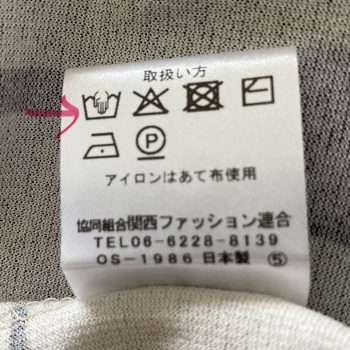 取扱い方
P
アイロンはあて布使用
協同組合関西ファッション連合
TEL06-6228-8139
OS-1986 日本製 ⑤